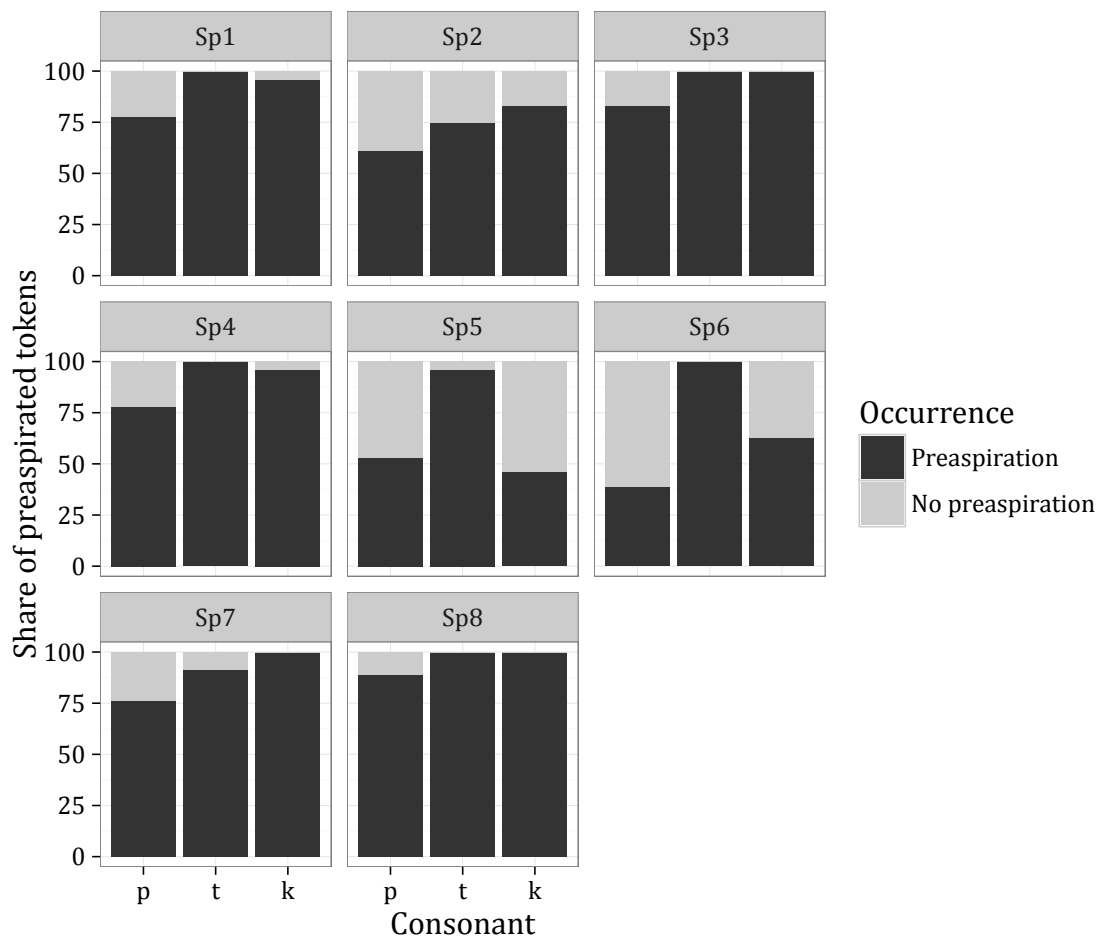 Sp1 Sp2 Sp3
100
75
50
25
0
Sp4 Sp5 Sp6
100
75
50
25
0
Sp7 Sp8
100
75
50
25
0
p t k p t k
Consonant
Share of preaspirated tokens
Occurrence
Preaspiration
No preaspiration